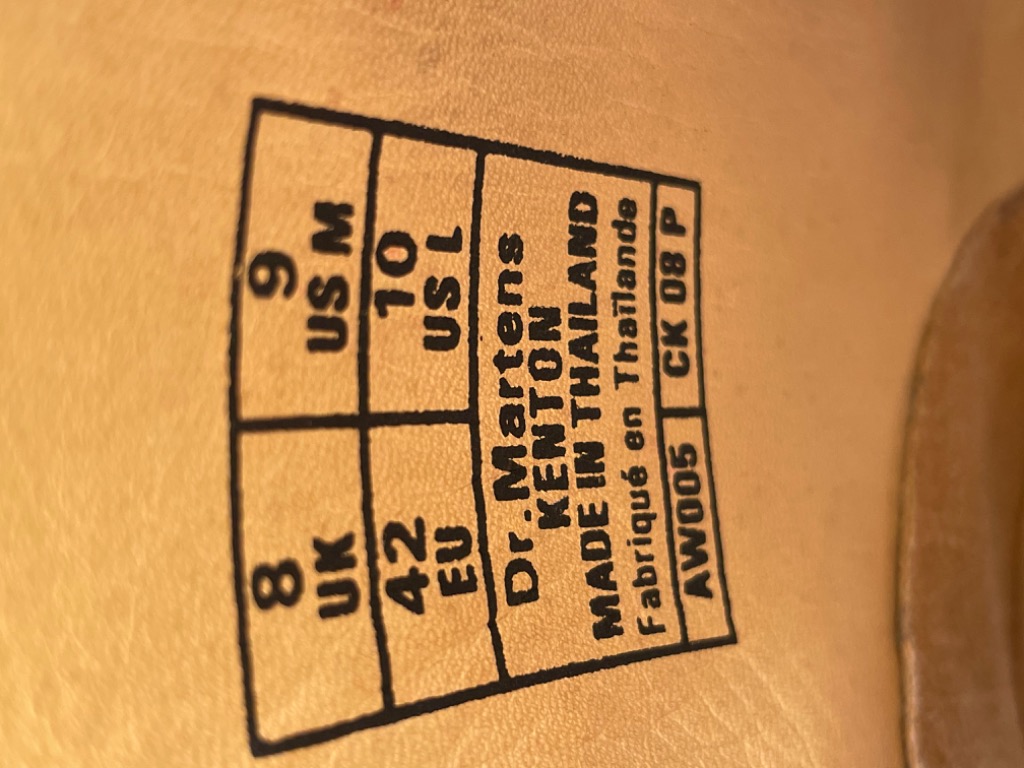 8 9
UK US M
42 10
EU US L
Dr. Martens
KENTON
MADE IN THAILAND
Fabriqué en Thaïlande
AW005 CK 08 P